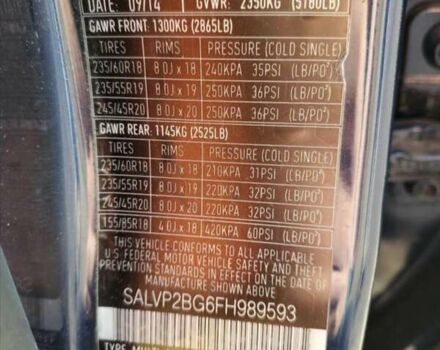 09/14 GVWR: 2350KG (5180LB)
GAWR FRONT: 1300KG (2865LB)
TIRES RIMS PRESSURE (COLD SINGLE)
235/60R18 8.0J x 18 240KPA 35PSI (LB/PO²)
235/55R19 8.0J x 19 250KPA 36PSI (LB/PO²)
245/45R20 8.0J x 20 250KPA 36PSI (LB/PO²)
GAWR REAR: 1145KG (2525LB)
TIRES RIMS PRESSURE (COLD SINGLE)
235/60R18 8.0J x 18 210KPA 31PSI (LB/PO²)
235/55R19 8.0J x 19 220KPA 32PSI (LB/PO²)
245/45R20 8.0J x 20 220KPA 32PSI (LB/PO²)
155/85R18 4.0J x 18 420KPA 60PSI (LB/PO²)
THIS VEHICLE CONFORMS TO ALL APPLICABLE
U.S FEDERAL MOTOR VEHICLE SAFETY AND THEFT
PREVENTION STANDARDS IN EFFECT ON THE DATE
OF MANUFACTURE SHOWN ABOVE.
SALVP2BG6FH989593
TYPE: